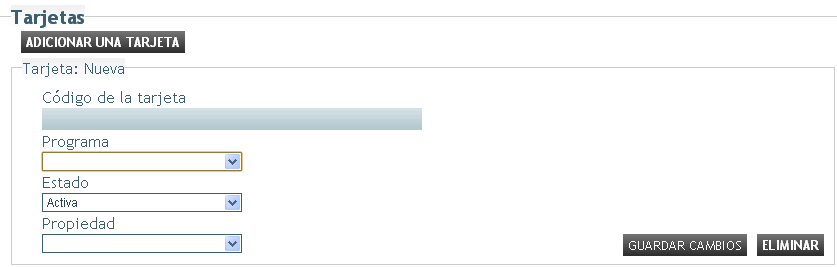 Tarjetas
ADICIONAR UNA TARJETA
Tarjeta: Nueva
Código de la tarjeta
Programa
Estado
Activa
Propiedad
GUARDAR CAMBIOS ELIMINAR